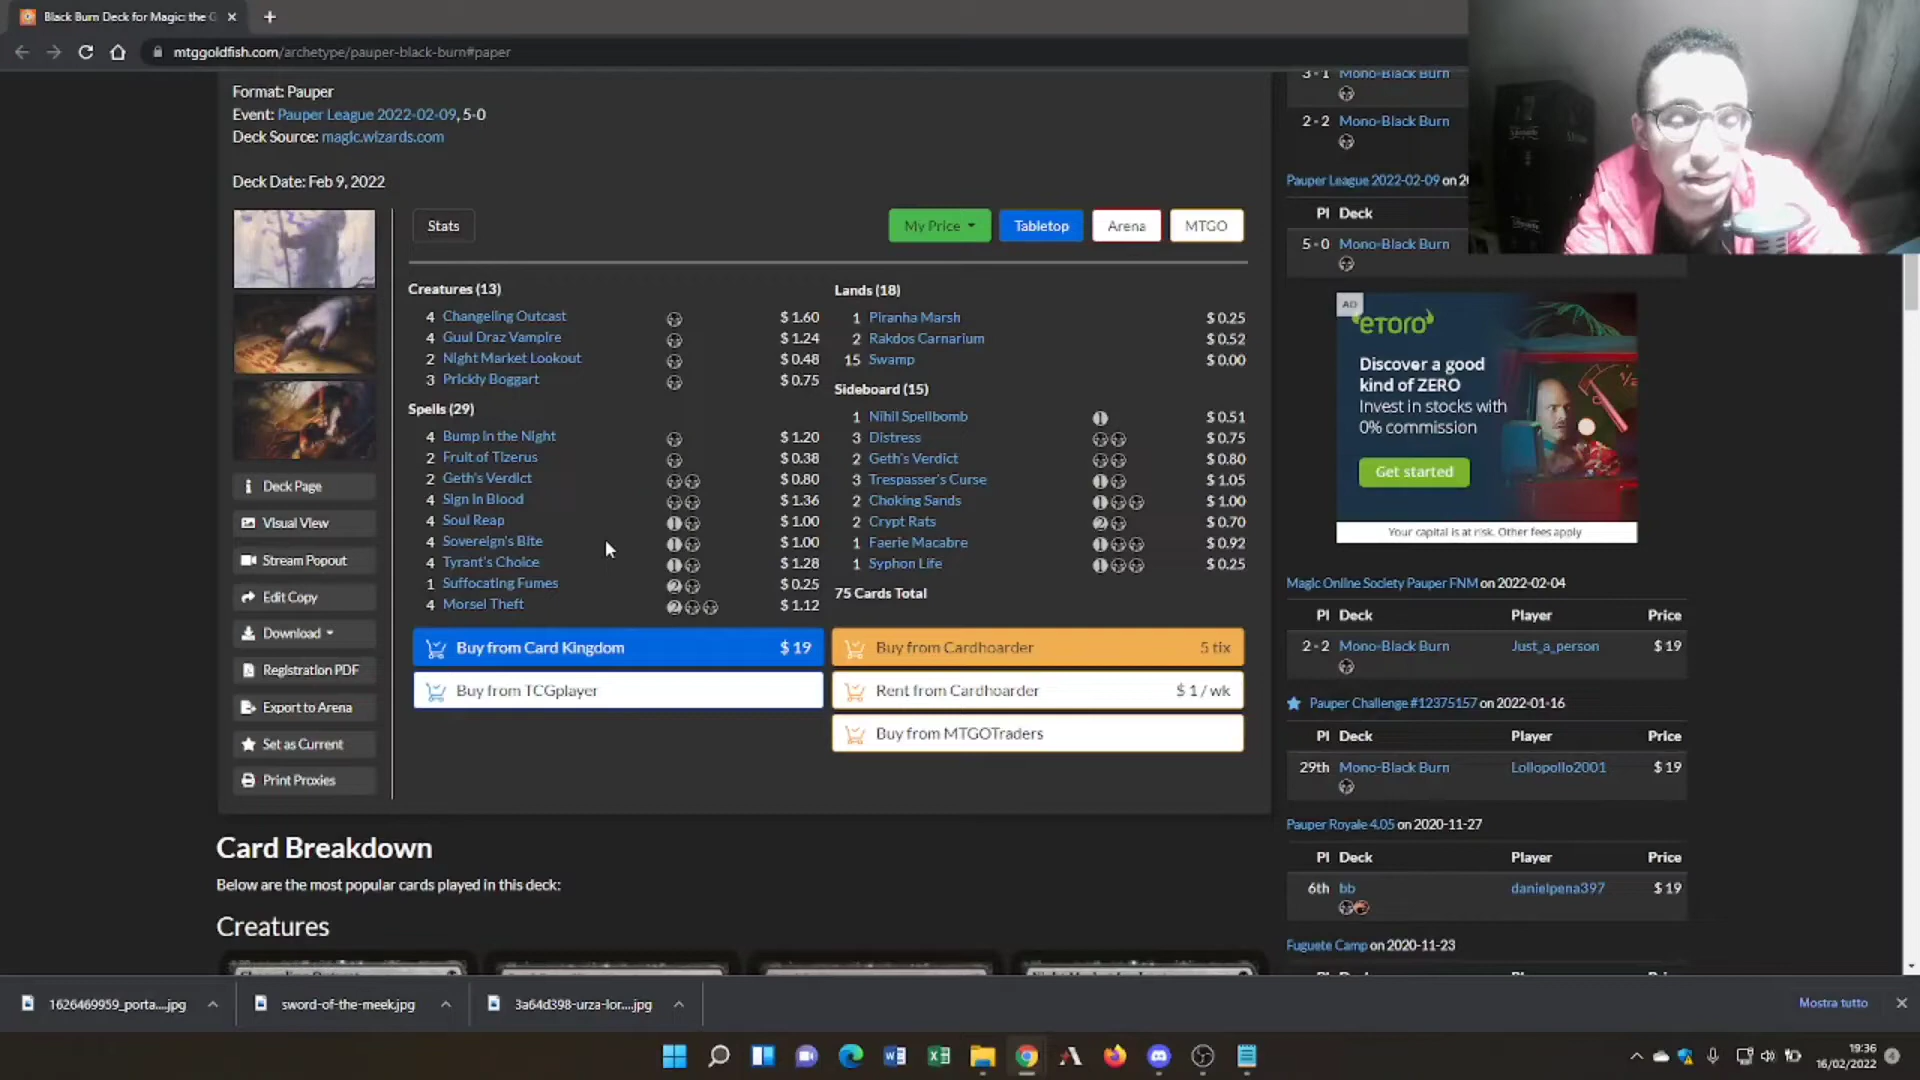 Black Burn Deck for Magic: the G
mtggoldfish.com/archetype/pauper-black-burn#paper
Format: Pauper
Event: Pauper League 2022-02-09, 5-0
Deck Source: magic.wizards.com
Deck Date: Feb 9, 2022
Stats
My Price
Tabletop
Arena
MTGO
Creatures (13)
4 Changeling Outcast $ 1.60
4 Guul Draz Vampire $ 1.24
2 Night Market Lookout $ 0.48
3 Prickly Boggart $ 0.75
Spells (29)
4 Bump in the Night $ 1.20
2 Fruit of Tizerus $ 0.38
2 Geth's Verdict $ 0.80
4 Sign in Blood $ 1.36
4 Soul Reap 1 $ 1.00
4 Sovereign's Bite 1 $ 1.00
4 Tyrant's Choice 1 $ 1.28
1 Suffocating Fumes 2 $ 0.25
4 Morsel Theft 2 $ 1.12
Lands (18)
1 Piranha Marsh $ 0.25
2 Rakdos Carnarium $ 0.52
15 Swamp $ 0.00
Sideboard (15)
1 Nihil Spellbomb 1 $ 0.51
3 Distress $ 0.75
2 Geth's Verdict $ 0.80
3 Trespasser's Curse 1 $ 1.05
2 Choking Sands 1 $ 1.00
2 Crypt Rats 2 $ 0.70
1 Faerie Macabre 1 $ 0.92
1 Syphon Life 1 $ 0.25
75 Cards Total
Buy from Card Kingdom $ 19
Buy from TCGplayer
Buy from Cardhoarder 5 tix
Rent from Cardhoarder $ 1 / wk
Buy from MTGOTraders
Deck Page
Visual View
Stream Popout
Edit Copy
Download
Registration PDF
Export to Arena
Set as Current
Print Proxies
Card Breakdown
Below are the most popular cards played in this deck:
Creatures
3 - 1 Mono-Black Burn
2 - 2 Mono-Black Burn
Pauper League 2022-02-09 on 20
Pl Deck
5 - 0 Mono-Black Burn
AD
eToro
Discover a good
kind of ZERO
Invest in stocks with
0% commission
Get started
Your capital is at risk. Other fees apply
Magic Online Society Pauper FNM on 2022-02-04
Pl Deck Player Price
2 - 2 Mono-Black Burn Just_a_person $ 19
Pauper Challenge #12375157 on 2022-01-16
Pl Deck Player Price
29th Mono-Black Burn Lollopollo2001 $ 19
Pauper Royale 4.05 on 2020-11-27
Pl Deck Player Price
6th bb danielpena397 $ 19
Fuguete Camp on 2020-11-23
1626469959_porta....jpg
sword-of-the-meek.jpg
3a64d398-urza-lor....jpg
Mostra tutto
19:36
16/02/2022
4